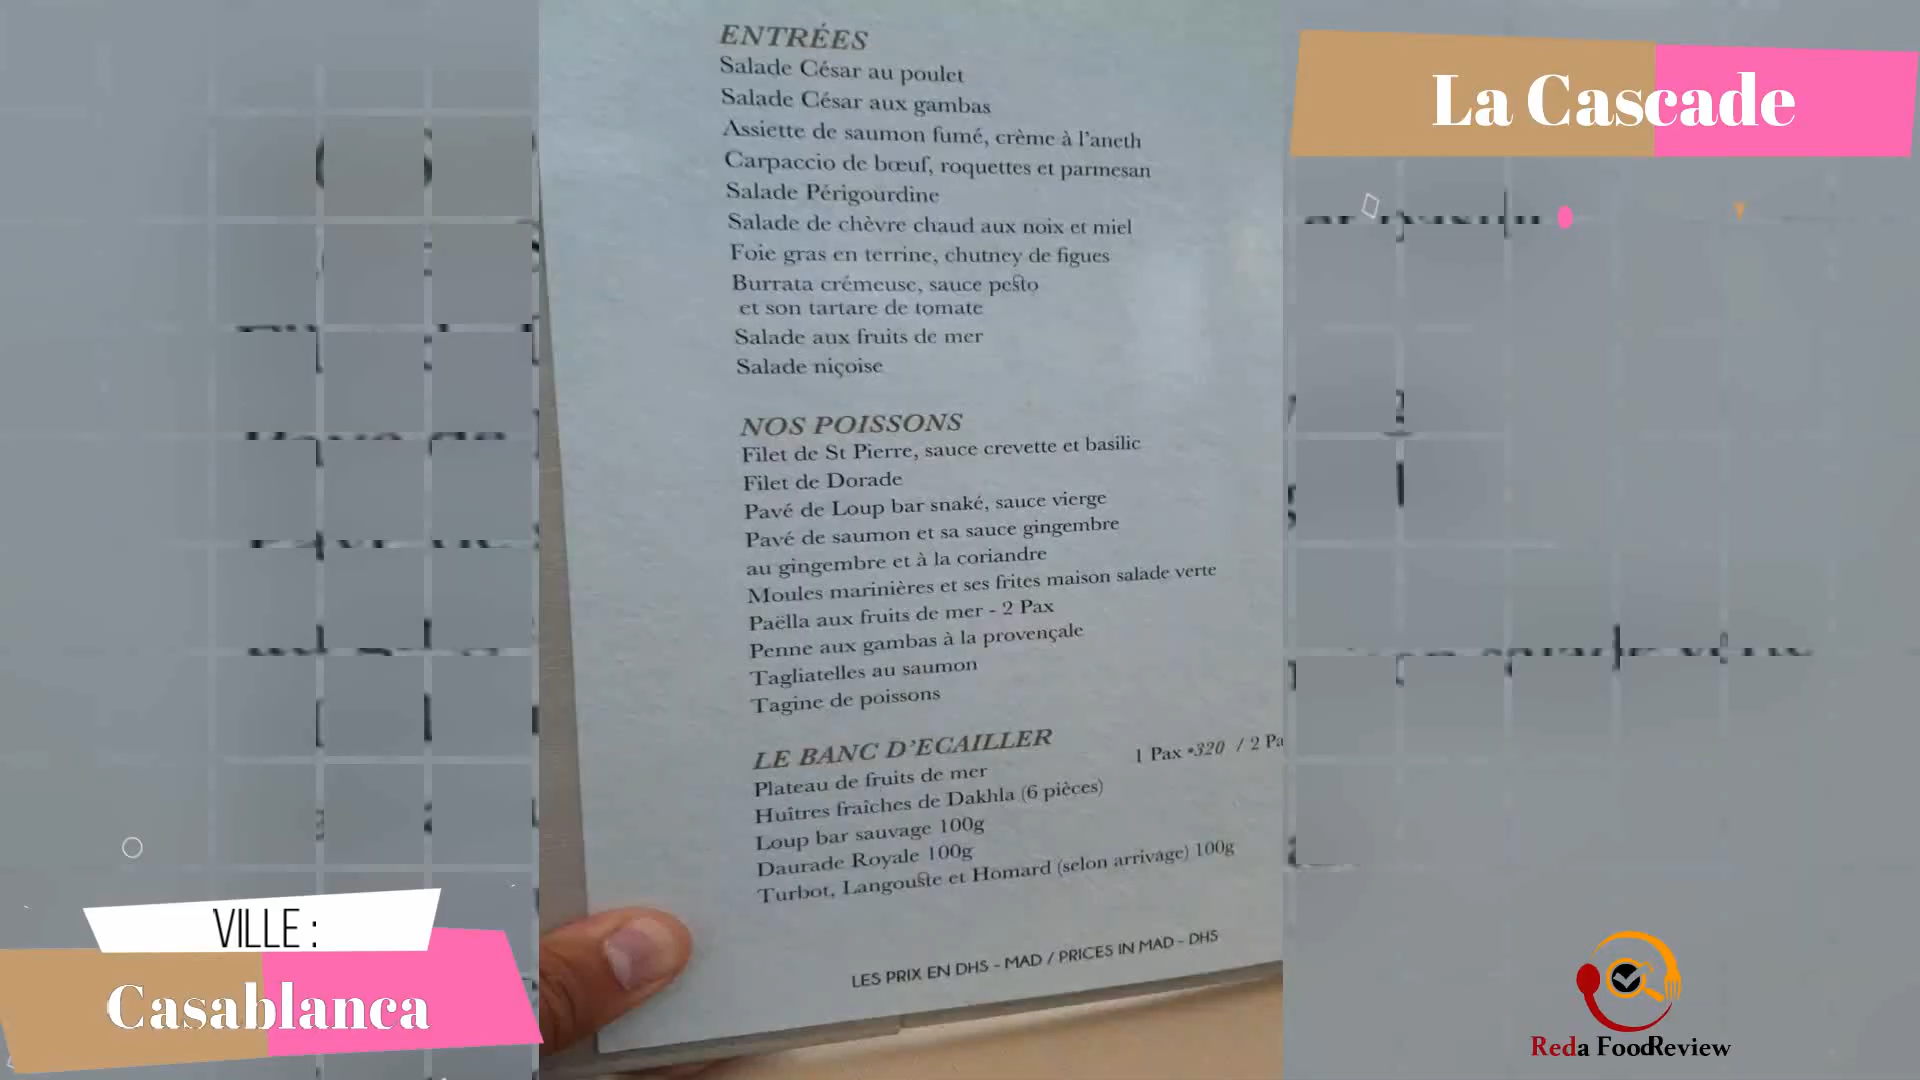 La Cascade
ENTRÉES
Salade César au poulet
Salade César aux gambas
Assiette de saumon fumé, crème à l'aneth
Carpaccio de bœuf, roquettes et parmesan
Salade Périgourdine
Salade de chèvre chaud aux noix et miel
Foie gras en terrine, chutney de figues
Burrata crémeuse, sauce pesto
et son tartare de tomate
Salade aux fruits de mer
Salade niçoise
NOS POISSONS
Filet de St Pierre, sauce crevette et basilic
Filet de Dorade
Pavé de Loup bar snaké, sauce vierge
Pavé de saumon et sa sauce gingembre
au gingembre et à la coriandre
Moules marinières et ses frites maison salade verte
Paëlla aux fruits de mer - 2 Pax
Penne aux gambas à la provençale
Tagliatelles au saumon
Tagine de poissons
LE BANC D'ECAILLER
Plateau de fruits de mer 1 Pax •320 / 2 Pa
Huîtres fraîches de Dakhla (6 pièces)
Loup bar sauvage 100g
Daurade Royale 100g
Turbot, Langouste et Homard (selon arrivage) 100g
LES PRIX EN DHS - MAD / PRICES IN MAD - DHS
VILLE :
Casablanca
Reda FoodReview